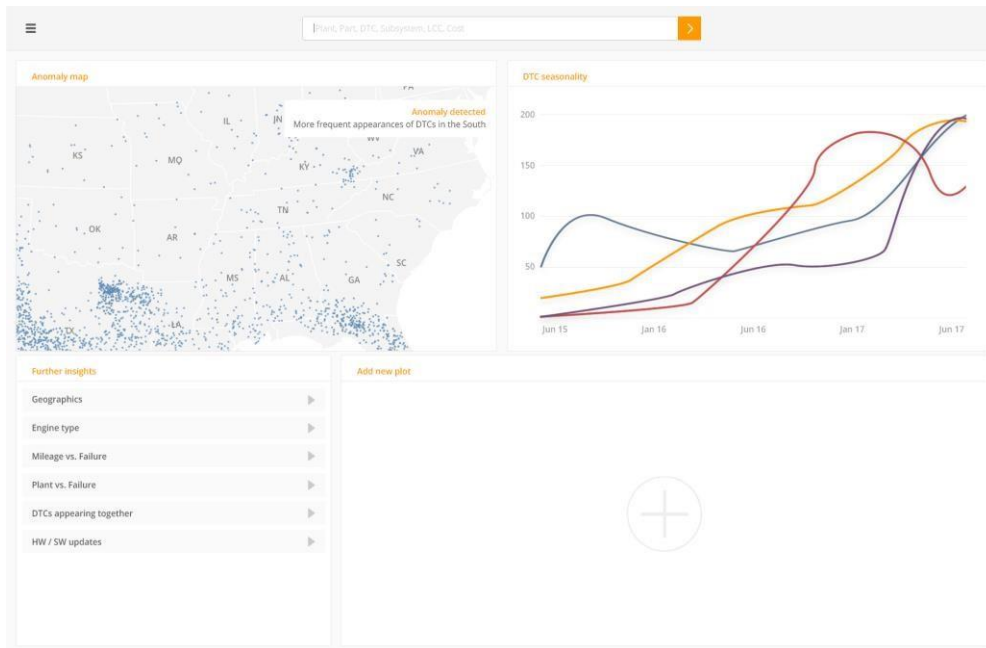 Plant, Part, DTC, Subsystem, LCC, Cost
Anomaly map
PA
IL
IN
Anomaly detected
More frequent appearances of DTCs in the South
WV
KS
MO
KY
VA
NC
TN
OK
AR
SC
MS
AL
GA
TX
LA
DTC seasonality
200
150
100
50
Jun 15
Jan 16
Jun 16
Jan 17
Jun 17
Further insights
Geographics
Engine type
Mileage vs. Failure
Plant vs. Failure
DTCs appearing together
HW / SW updates
Add new plot